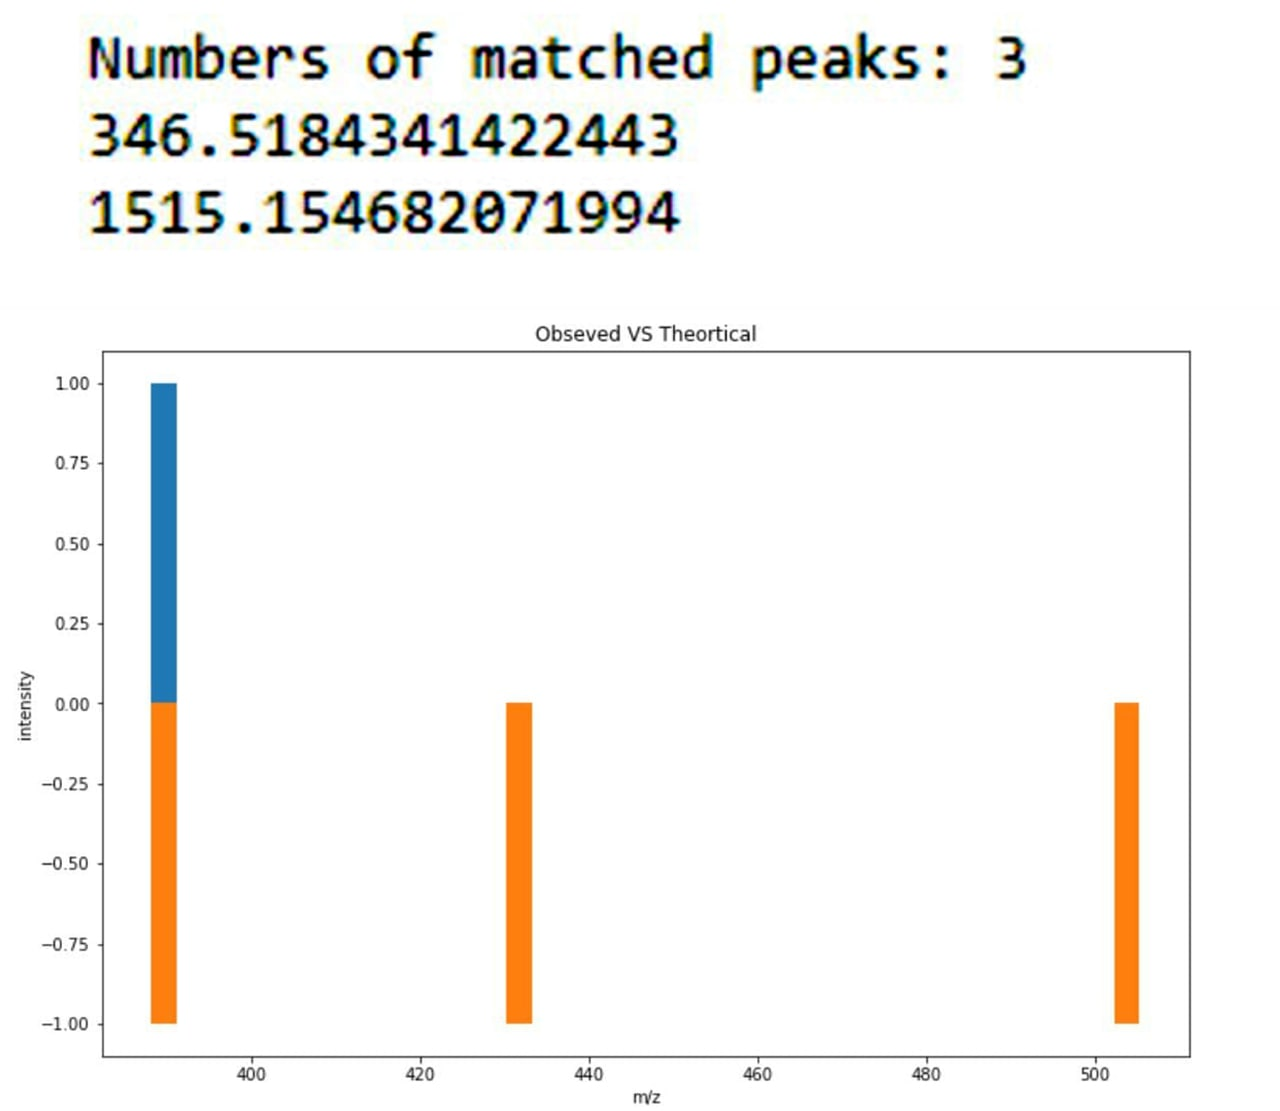 Numbers of matched peaks: 3
346.5184341422443
1515.154682071994
Obseved VS Theortical
1.00
0.75
0.50
0.25
0.00
−0.25
−0.50
−0.75
−1.00
intensity
400 420 440 460 480 500
m/z